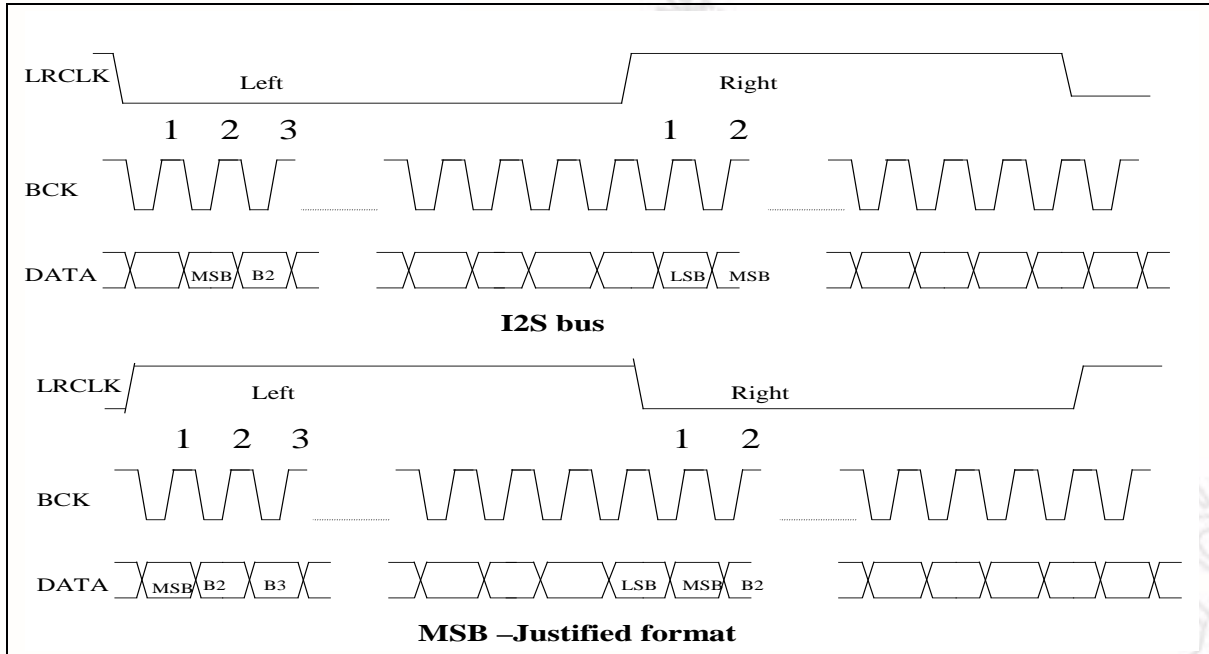 LRCLK
Left
Right
1 2 3 1 2
BCK
DATA MSB B2 LSB MSB
I2S bus
LRCLK
Left
Right
1 2 3 1 2
BCK
DATA MSB B2 B3 LSB MSB B2
MSB –Justified format